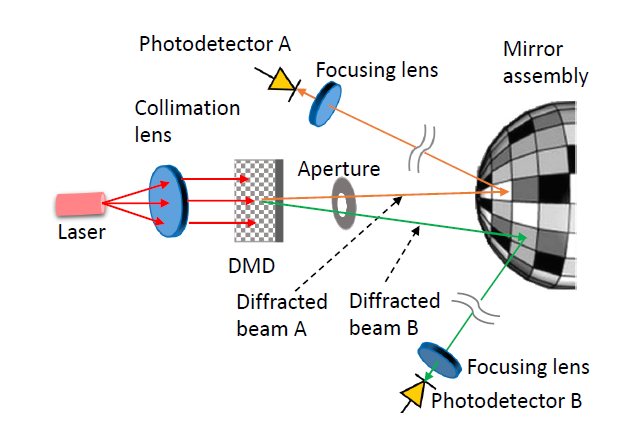 Photodetector A
Focusing lens
Mirror
assembly
Collimation
lens
Aperture
Laser
DMD
Diffracted
beam A
Diffracted
beam B
Focusing lens
Photodetector B